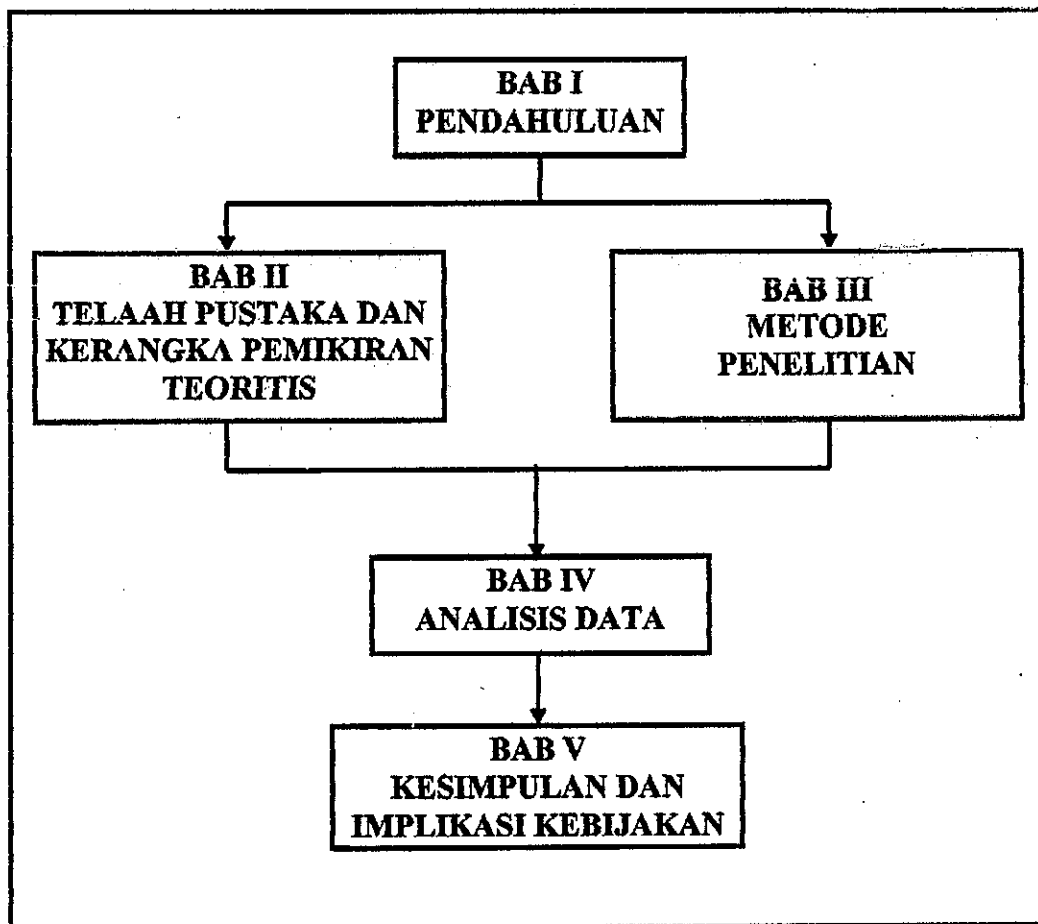 BAB I
PENDAHULUAN
BAB II
TELAAH PUSTAKA DAN
KERANGKA PEMIKIRAN
TEORITIS
BAB III
METODE
PENELITIAN
BAB IV
ANALISIS DATA
BAB V
KESIMPULAN DAN
IMPLIKASI KEBIJAKAN